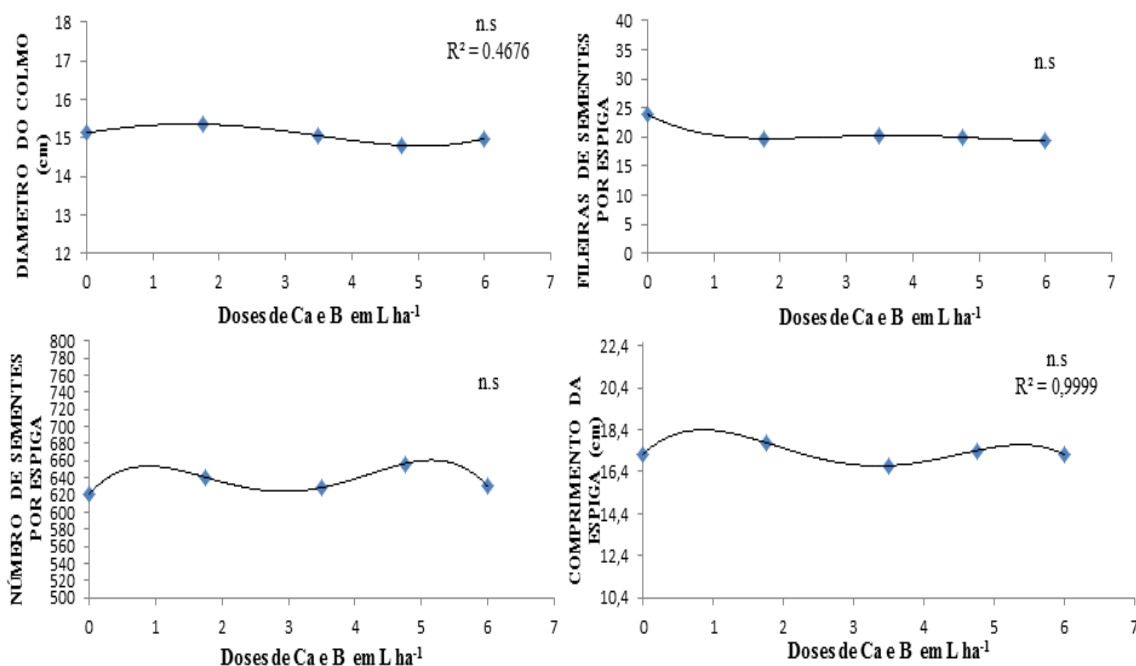 DIAMETRO DO COLMO
(cm)
18
17
16
15
14
13
12
n.s
R² = 0.4676
0 1 2 3 4 5 6 7
Doses de Ca e B em L ha⁻¹
FILEIRAS DE SEMENTES
POR ESPIGA
40
35
30
25
20
15
10
5
0
n.s
0 1 2 3 4 5 6 7
Doses de Ca e B em L ha⁻¹
NÚMERO DE SEMENTES
POR ESPIGA
800
780
760
740
720
700
680
660
640
620
600
580
560
540
520
500
n.s
0 1 2 3 4 5 6 7
Doses de Ca e B em L ha⁻¹
COMPRIMENTO DA
ESPIGA (cm)
22,4
20,4
18,4
16,4
14,4
12,4
10,4
n.s
R² = 0,9999
0 1 2 3 4 5 6 7
Doses de Ca e B em L ha⁻¹